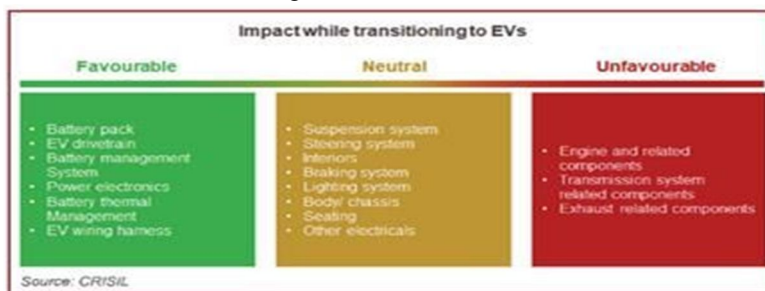 Impact while transitioning to EVs
Favourable
Neutral
Unfavourable
• Battery pack
• EV drivetrain
• Battery management
System
• Power electronics
• Battery thermal
Management
• EV wiring harness
• Suspension system
• Steering system
• Interiors
• Braking system
• Lighting system
• Body/ chassis
• Seating
• Other electricals
• Engine and related
components
• Transmission system
related components
• Exhaust related components
Source: CRISIL